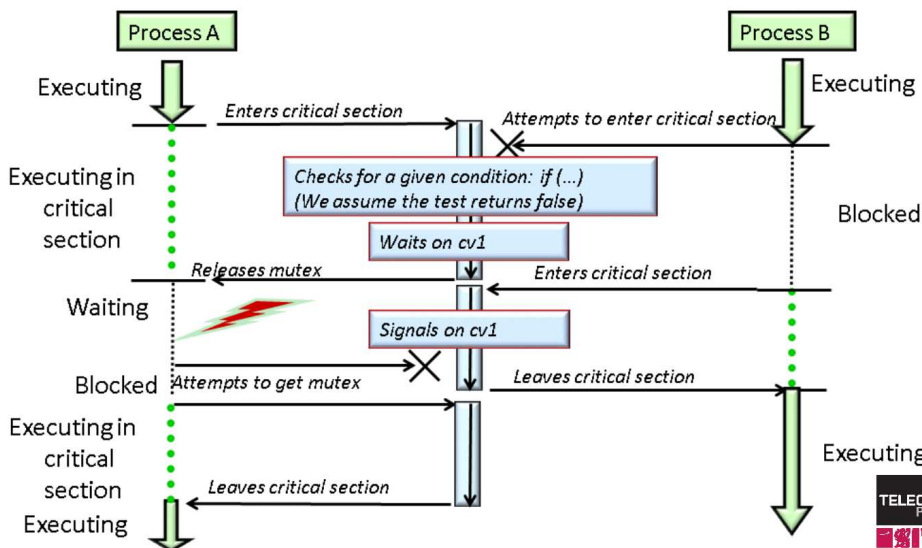 Process A
Process B
Executing
Executing
Enters critical section
Attempts to enter critical section
Executing in
critical
section
Checks for a given condition: if (...)
(We assume the test returns false)
Blocked
Waits on cv1
Releases mutex
Enters critical section
Waiting
Signals on cv1
Blocked
Attempts to get mutex
Leaves critical section
Executing in
critical
section
Executing
Leaves critical section
Executing